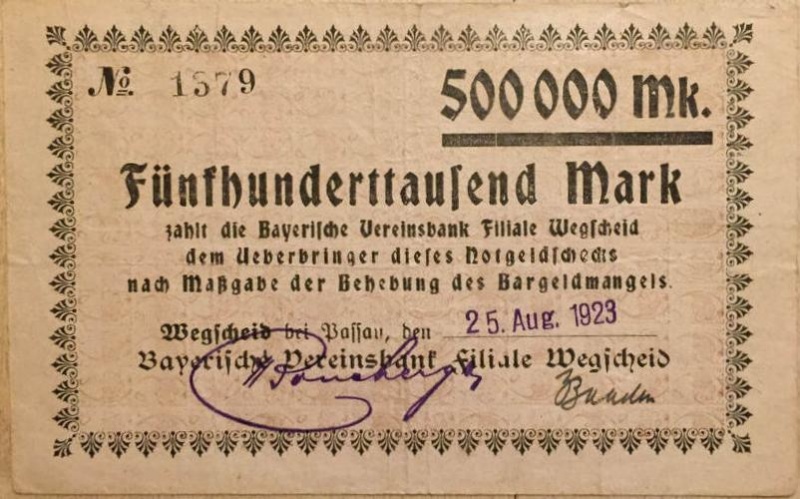 No. 1379
500 000 Mk.
Fünfhunderttausend Mark
zahlt die Bayerische Vereinsbank Filiale Wegscheid
dem Ueberbringer dieses Notgeldschecks
nach Maßgabe der Behebung des Bargeldmangels.
Wegscheid bei Passau, den 25. Aug. 1923
Bayerische Vereinsbank Filiale Wegscheid